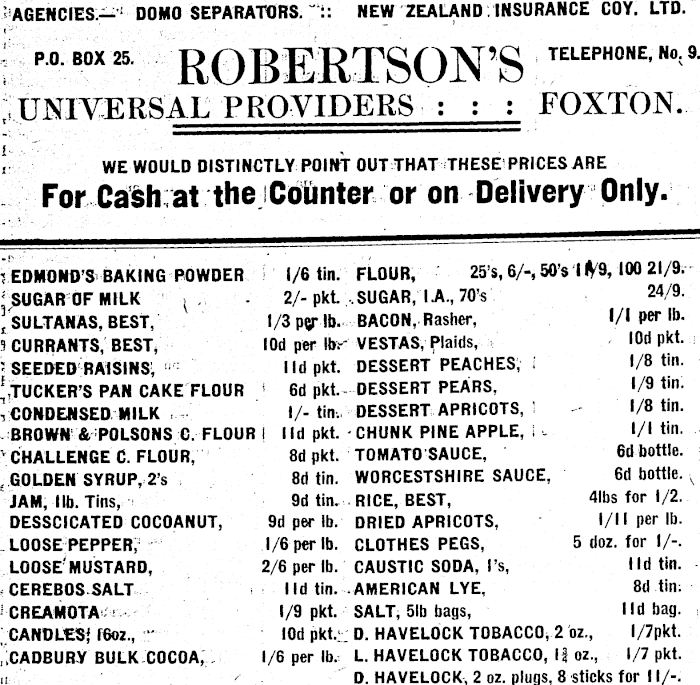 AGENCIES.— DOMO SEPARATORS. :: NEW ZEALAND INSURANCE COY. LTD.
P.O. BOX 25. ROBERTSON'S TELEPHONE, No. 9.
UNIVERSAL PROVIDERS : : : FOXTON.
WE WOULD DISTINCTLY POINT OUT THAT THESE PRICES ARE
For Cash at the Counter or on Delivery Only.
EDMOND'S BAKING POWDER 1/6 tin. FLOUR, 25's, 6/-, 50's 11/9, 100 21/9.
SUGAR OF MILK 2/- pkt. SUGAR, I.A., 70's 24/9.
SULTANAS, BEST, 1/3 per lb. BACON, Rasher, 1/1 per lb.
CURRANTS, BEST, 10d per lb. VESTAS, Plaids, 10d pkt.
SEEDED RAISINS, 11d pkt. DESSERT PEACHES, 1/8 tin.
TUCKER'S PAN CAKE FLOUR 6d pkt. DESSERT PEARS, 1/9 tin.
CONDENSED MILK 1/- tin. DESSERT APRICOTS, 1/8 tin.
BROWN & POLSONS C. FLOUR 11d pkt. CHUNK PINE APPLE, 1/1 tin.
CHALLENGE C. FLOUR, 8d pkt. TOMATO SAUCE, 6d bottle.
GOLDEN SYRUP, 2's 8d tin. WORCESTSHIRE SAUCE, 6d bottle.
JAM, 1lb. Tins, 9d tin. RICE, BEST, 4lbs for 1/2.
DESSCICATED COCOANUT, 9d per lb. DRIED APRICOTS, 1/11 per lb.
LOOSE PEPPER, 1/6 per lb. CLOTHES PEGS, 5 doz. for 1/-.
LOOSE MUSTARD, 2/6 per lb. CAUSTIC SODA, 1's, 11d tin.
CEREBOS SALT 11d tin. AMERICAN LYE, 8d tin.
CREAMOTA 1/9 pkt. SALT, 5lb bags, 11d bag.
CANDLES, 16oz., 10d pkt. D. HAVELOCK TOBACCO, 2 oz., 1/7pkt.
CADBURY BULK COCOA, 1/6 per lb. L. HAVELOCK TOBACCO, 1¾ oz., 1/7 pkt.
D. HAVELOCK, 2 oz. plugs, 8 sticks for 11/-.